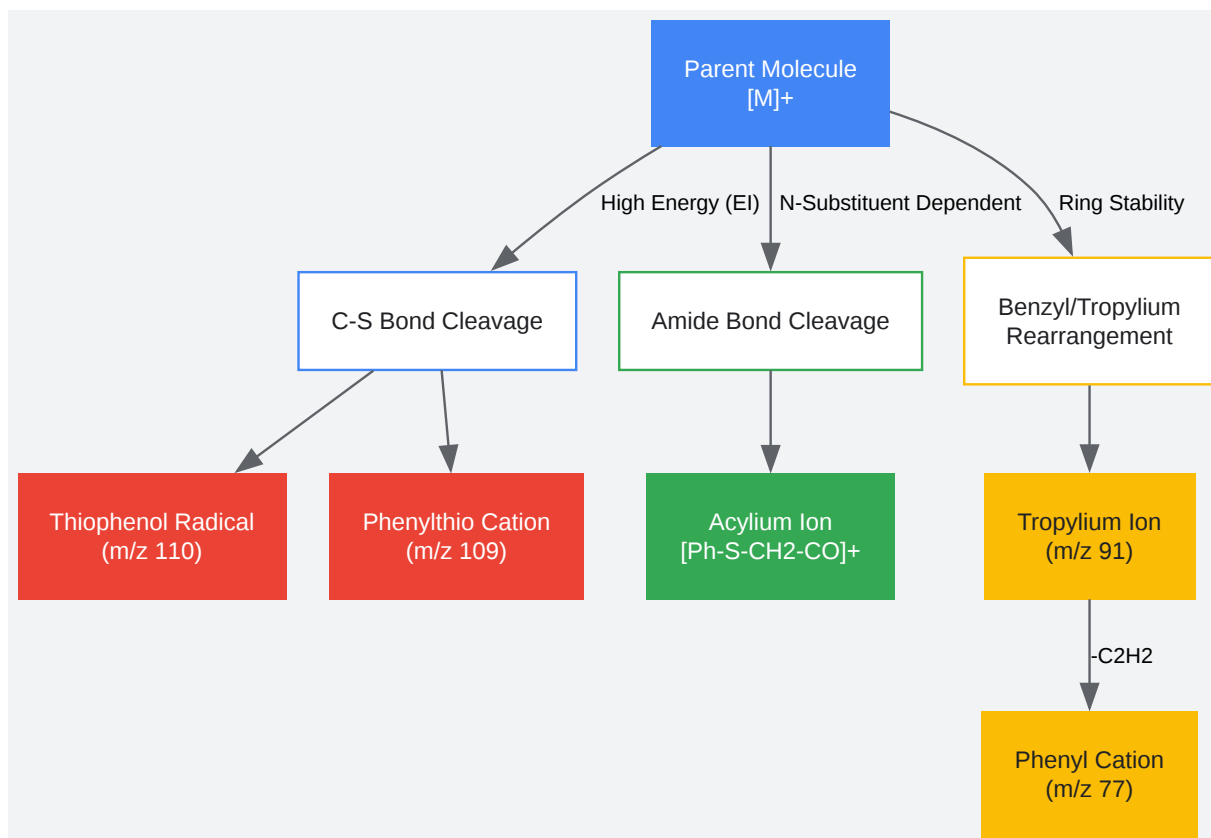 Parent Molecule
[M]+
High Energy (EI)
N-Substituent Dependent
Ring Stability
C-S Bond Cleavage
Amide Bond Cleavage
Benzyl/Tropylium
Rearrangement
Thiophenol Radical
(m/z 110)
Phenylthio Cation
(m/z 109)
Acylium Ion
[Ph-S-CH2-CO]+
Tropylium Ion
(m/z 91)
-C2H2
Phenyl Cation
(m/z 77)